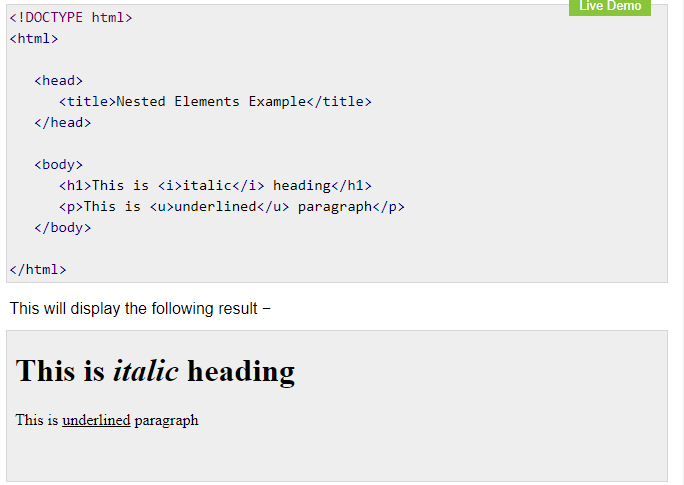 Live Demo
<!DOCTYPE html>
<html>
<head>
<title>Nested Elements Example</title>
</head>
<body>
<h1>This is <i>italic</i> heading</h1>
<p>This is <u>underlined</u> paragraph</p>
</body>
</html>
This will display the following result −
This is italic heading
This is underlined paragraph